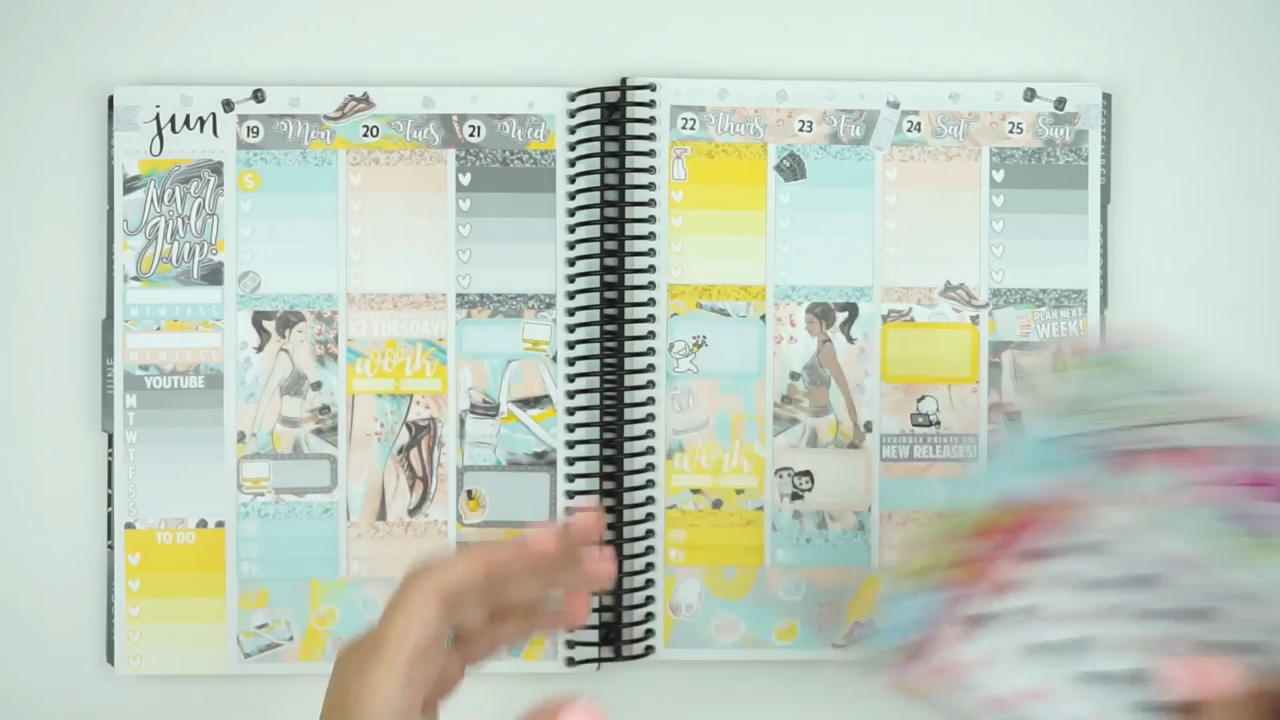 jun
19 Mon 20 Tues 21 Wed 22 Thurs 23 Fri 24 Sat 25 Sun
Never
give
up!
M T W T F S S
M T W T F S S
YOUTUBE
M
T
W
T
F
S
S
TO DO
$
TUESDAY!
work
work
SCRIBBLE PRINTS CO.
NEW RELEASES!
PLAN NEXT
WEEK!
JUNE
OCTOBER